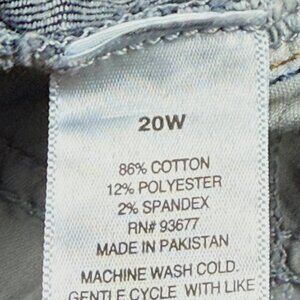 20W
86% COTTON
12% POLYESTER
2% SPANDEX
RN# 93677
MADE IN PAKISTAN
MACHINE WASH COLD.
GENTLE CYCLE WITH LIKE